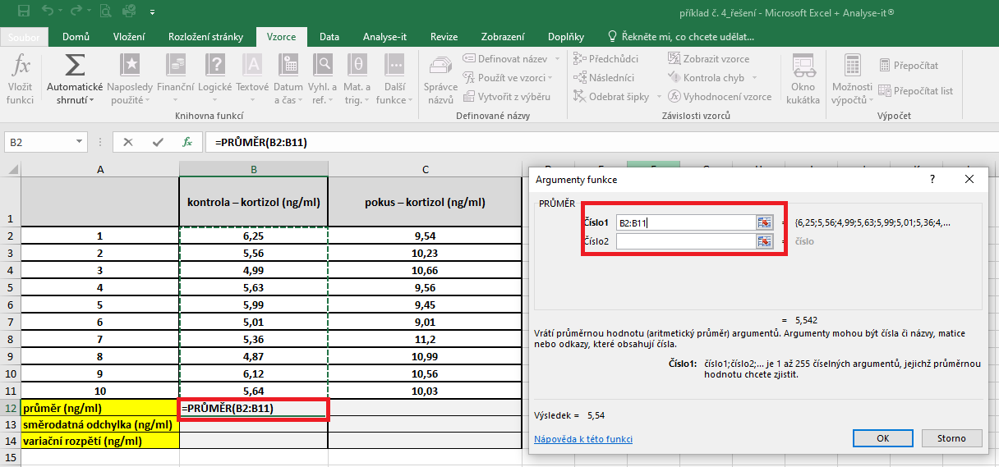 příklad č. 4_řešení - Microsoft Excel + Analyse-it®
Soubor Domů Vložení Rozložení stránky Vzorce Data Analyse-it Revize Zobrazení Doplňky Řekněte mi, co chcete udělat...
fx Σ ? A θ
Vložit funkci
Automatické shrnutí
Naposledy použité
Finanční
Logické
Textové
Datum a čas
Vyhl. a ref.
Mat. a trig.
Další funkce
Knihovna funkcí
Správce názvů
Definovat název
Použít ve vzorci
Vytvořit z výběru
Definované názvy
Předchůdci
Následníci
Odebrat šipky
Zobrazit vzorce
Kontrola chyb
Vyhodnocení vzorce
Závislosti vzorců
Okno kukátka
Možnosti výpočtů
Přepočítat
Přepočítat list
Výpočet
B2 fx =PRŮMĚR(B2:B11)
A B C
1 kontrola – kortizol (ng/ml) pokus – kortizol (ng/ml)
2 1 6,25 9,54
3 2 5,56 10,23
4 3 4,99 10,66
5 4 5,63 9,56
6 5 5,99 9,45
7 6 5,01 9,01
8 7 5,36 11,2
9 8 4,87 10,99
10 9 6,12 10,56
11 10 5,64 10,03
12 průměr (ng/ml) =PRŮMĚR(B2:B11)
13 směrodatná odchylka (ng/ml)
14 variační rozpětí (ng/ml)
15
Argumenty funkce ?
PRŮMĚR
Číslo1 B2:B11 = {6,25;5,56;4,99;5,63;5,99;5,01;5,36;4,...
Číslo2 = číslo
= 5,542
Vrátí průměrnou hodnotu (aritmetický průměr) argumentů. Argumenty mohou být čísla či názvy, matice
nebo odkazy, které obsahují čísla.
Číslo1: číslo1;číslo2;... je 1 až 255 číselných argumentů, jejichž průměrnou
hodnotu chcete zjistit.
Výsledek = 5,54
Nápověda k této funkci OK Storno